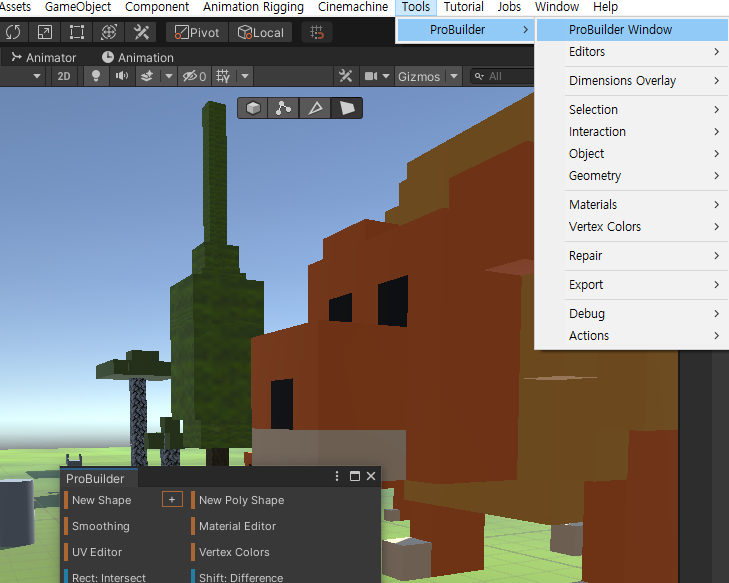 Assets GameObject Component Animation Rigging Cinemachine Tools Tutorial Jobs Window Help
Pivot Local
ProBuilder
ProBuilder Window
Animator Animation
Editors
2D 0 Gizmos All
Dimensions Overlay
Selection
Interaction
Object
Geometry
Materials
Vertex Colors
Repair
Export
Debug
Actions
ProBuilder
New Shape + New Poly Shape
Smoothing Material Editor
UV Editor Vertex Colors
Rect: Intersect Shift: Difference